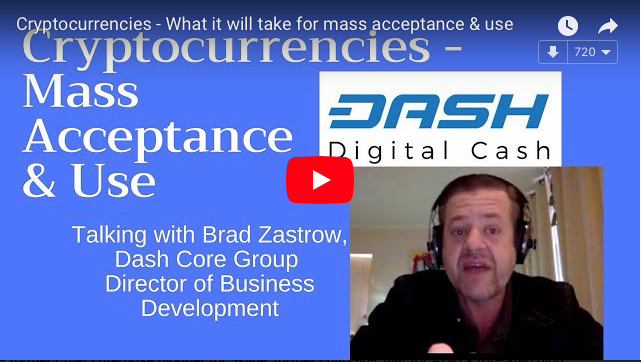 Cryptocurrencies - What it will take for mass acceptance & use
720
Cryptocurrencies -
Mass
Acceptance
& Use
DASH
Digital Cash
Talking with Brad Zastrow,
Dash Core Group
Director of Business
Development